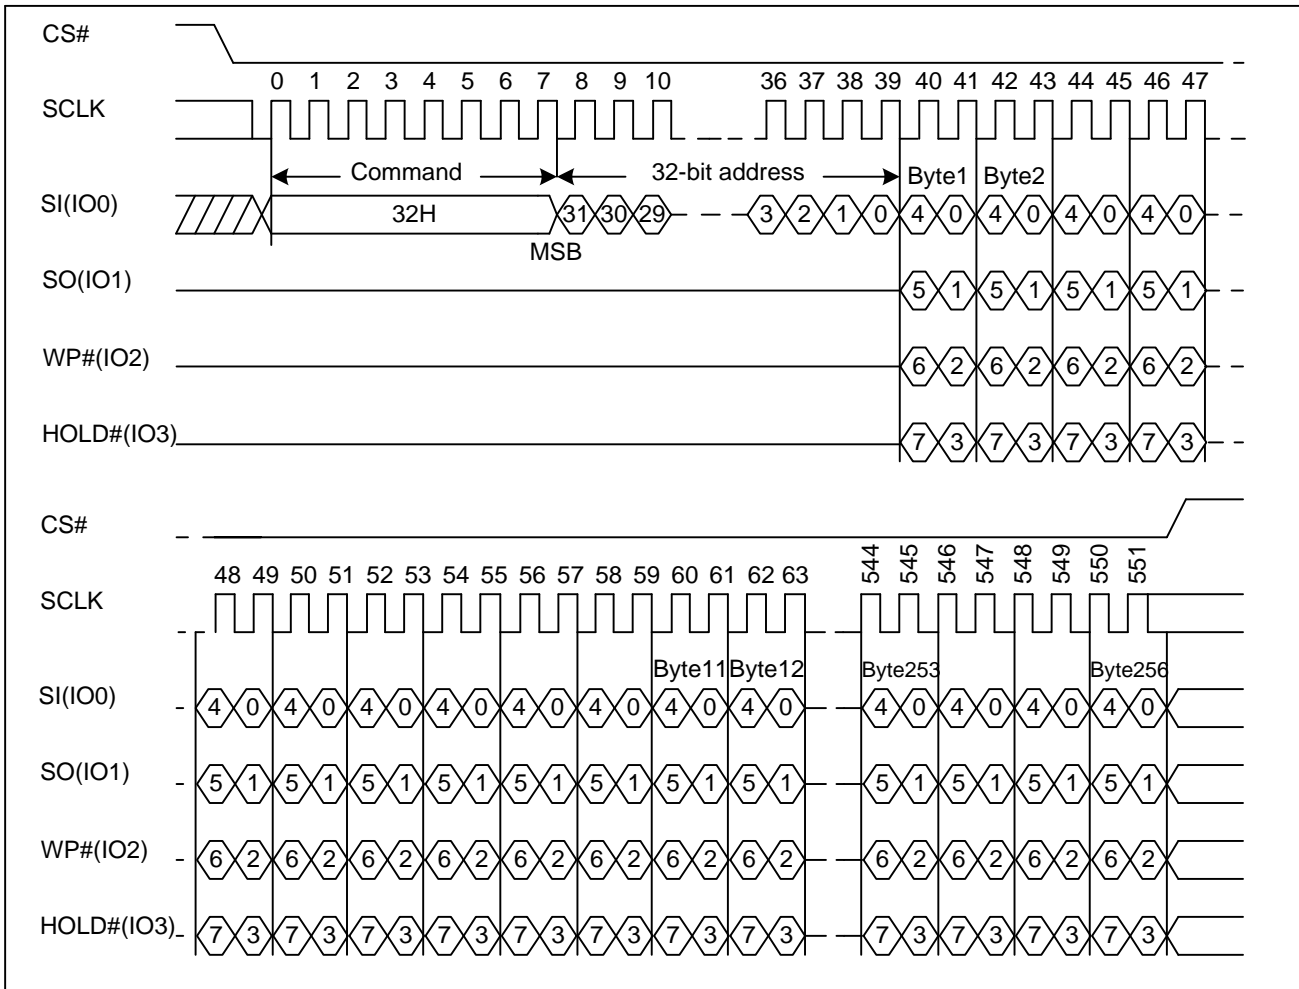 CS#
0 1 2 3 4 5 6 7 8 9 10 36 37 38 39 40 41 42 43 44 45 46 47
SCLK
Command 32-bit address Byte1 Byte2
SI(IO0) 32H 31 30 29 3 2 1 0 4 0 4 0 4 0 4 0
MSB
SO(IO1) 5 1 5 1 5 1 5 1
WP#(IO2) 6 2 6 2 6 2 6 2
HOLD#(IO3) 7 3 7 3 7 3 7 3
CS#
48 49 50 51 52 53 54 55 56 57 58 59 60 61 62 63 544 545 546 547 548 549 550 551
SCLK
Byte11 Byte12 Byte253 Byte256
SI(IO0) 4 0 4 0 4 0 4 0 4 0 4 0 4 0 4 0 4 0 4 0 4 0 4 0
SO(IO1) 5 1 5 1 5 1 5 1 5 1 5 1 5 1 5 1 5 1 5 1 5 1 5 1
WP#(IO2) 6 2 6 2 6 2 6 2 6 2 6 2 6 2 6 2 6 2 6 2 6 2 6 2
HOLD#(IO3) 7 3 7 3 7 3 7 3 7 3 7 3 7 3 7 3 7 3 7 3 7 3 7 3